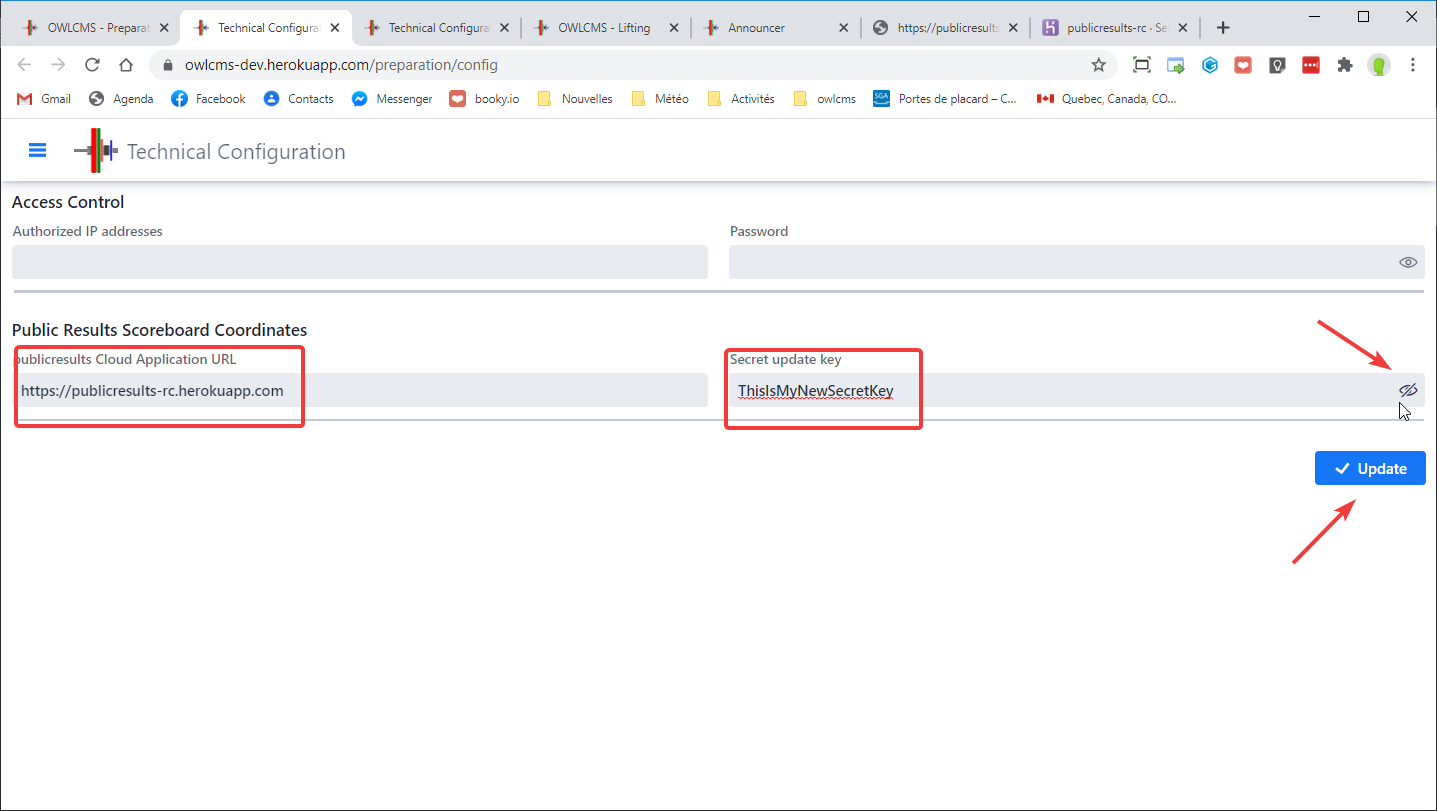 OWLCMS - Preparat
Technical Configura
Technical Configura
OWLCMS - Lifting
Announcer
https://publicresults
publicresults-rc · Se
owlcms-dev.herokuapp.com/preparation/config
Gmail
Agenda
Facebook
Contacts
Messenger
booky.io
Nouvelles
Météo
Activités
owlcms
SGA
Portes de placard – C...
Quebec, Canada, CO...
Technical Configuration
Access Control
Authorized IP addresses
Password
Public Results Scoreboard Coordinates
publicresults Cloud Application URL
Secret update key
https://publicresults-rc.herokuapp.com
ThisIsMyNewSecretKey
Update